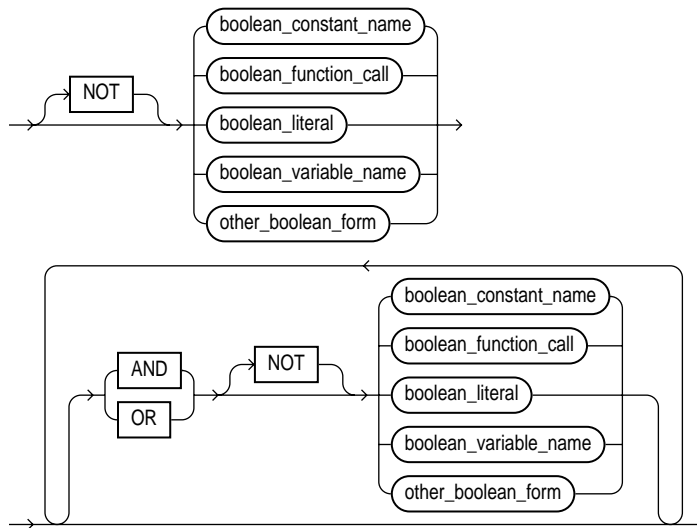 boolean_constant_name
boolean_function_call
NOT
boolean_literal
boolean_variable_name
other_boolean_form
boolean_constant_name
boolean_function_call
AND
NOT
OR
boolean_literal
boolean_variable_name
other_boolean_form